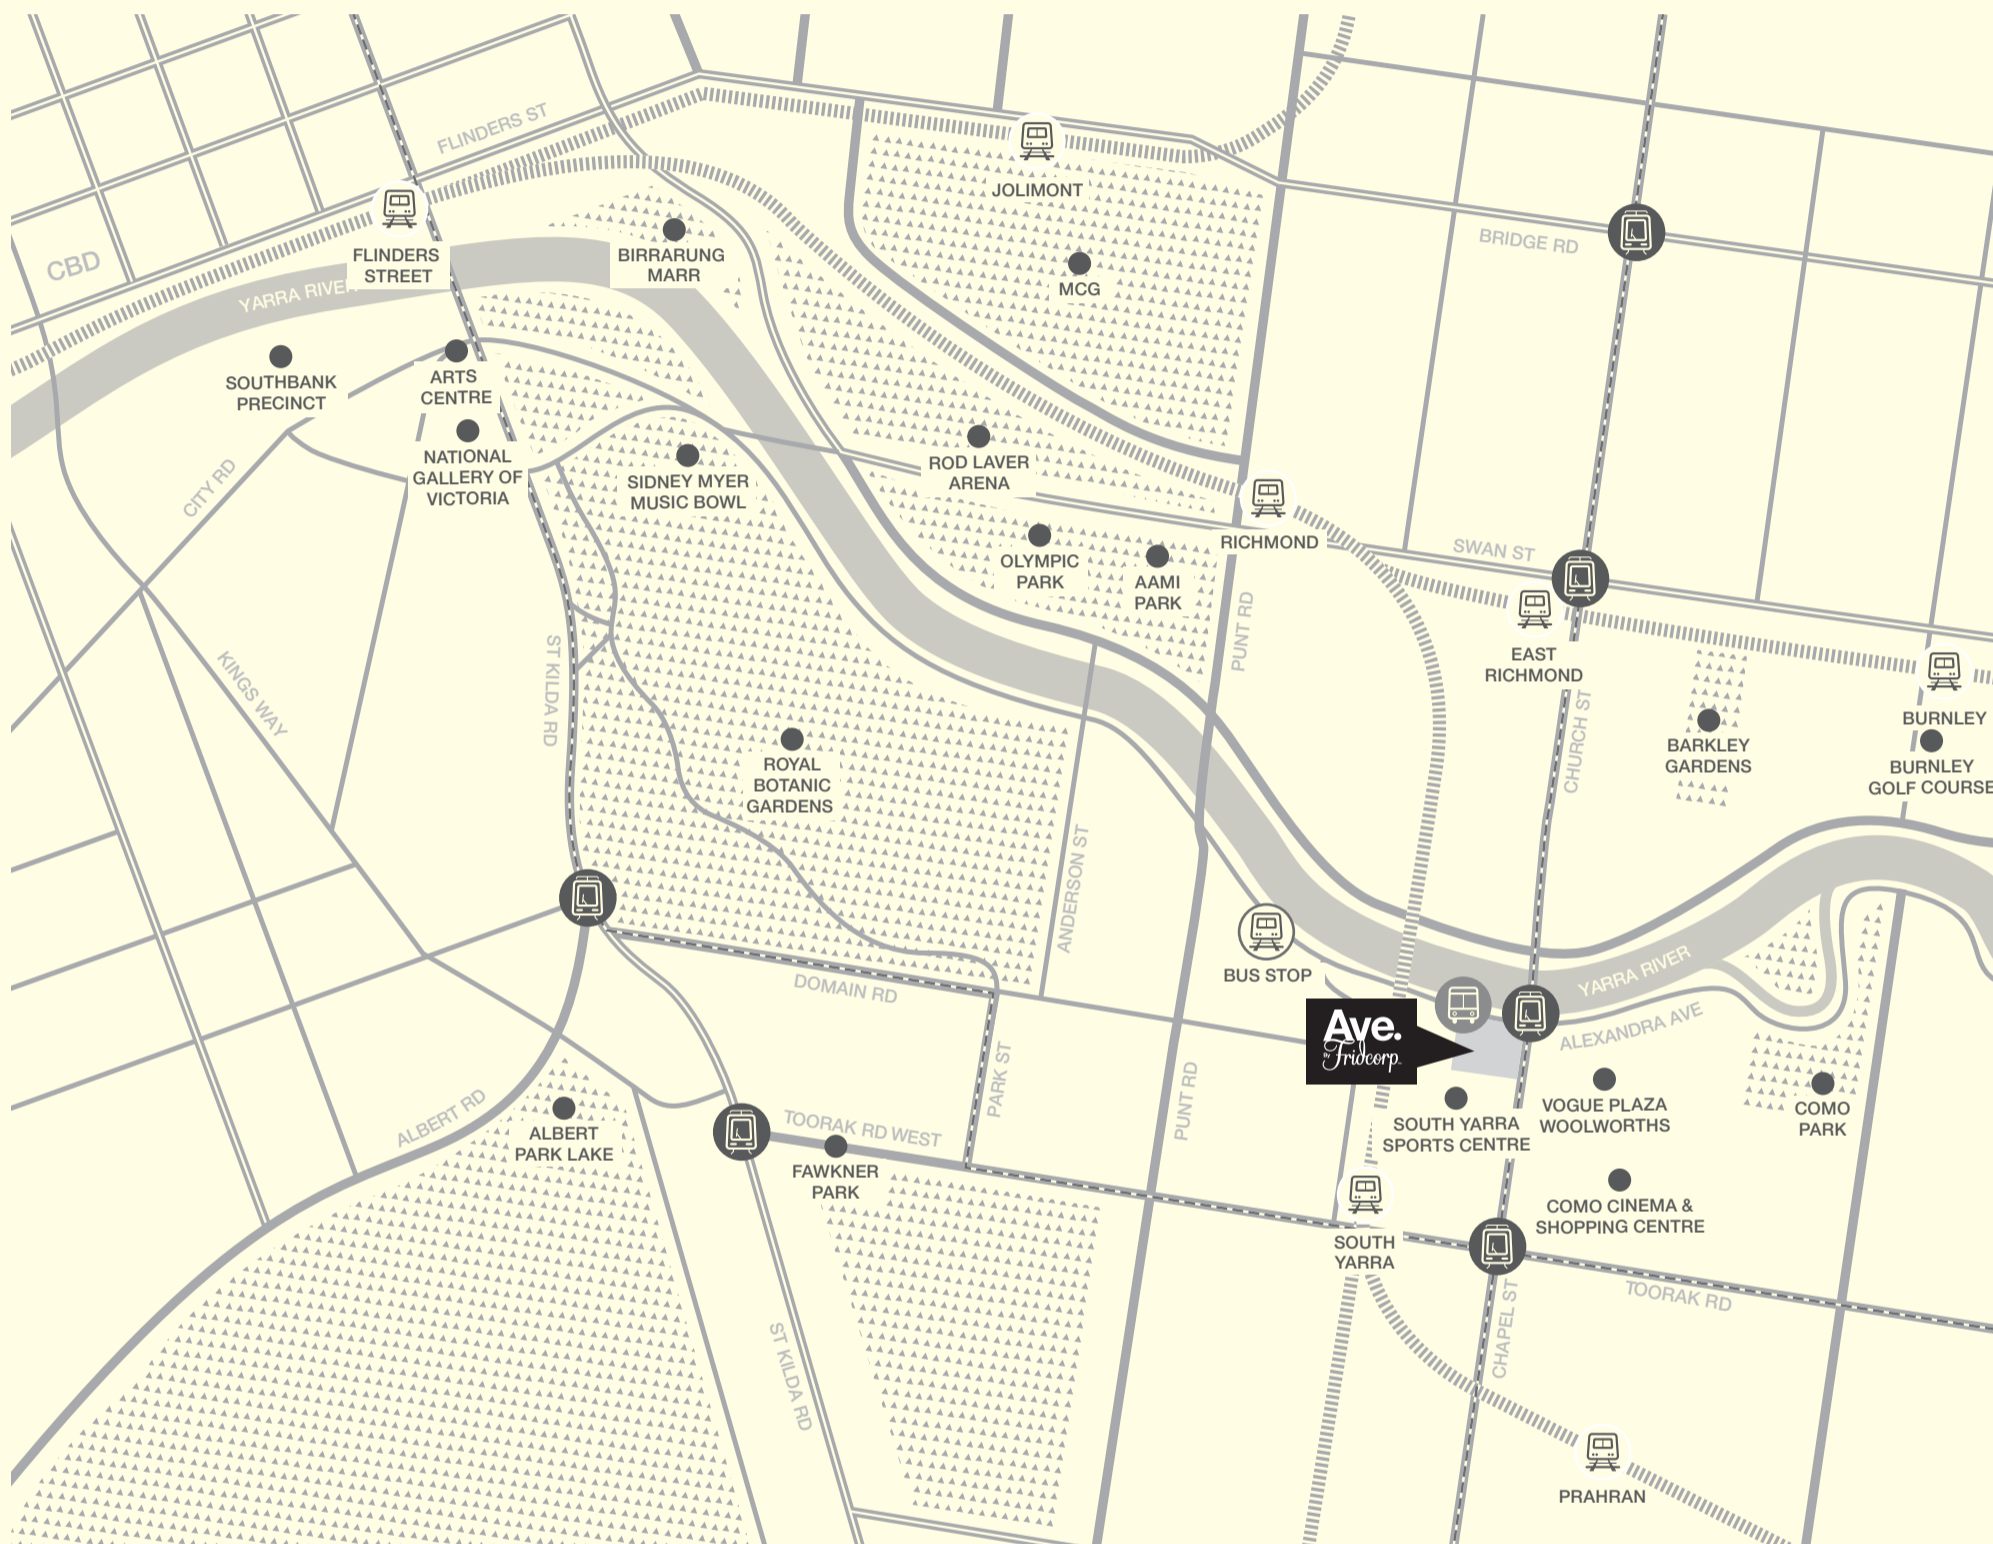 FLINDERS ST
JOLIMONT
BRIDGE RD
CBD
FLINDERS
STREET
BIRRARUNG
MARR
MCG
YARRA RIVER
SOUTHBANK
PRECINCT
ARTS
CENTRE
CITY RD
NATIONAL
GALLERY OF
VICTORIA
SIDNEY MYER
MUSIC BOWL
ROD LAVER
ARENA
RICHMOND
SWAN ST
OLYMPIC
PARK
AAMI
PARK
PUNT RD
EAST
RICHMOND
KINGS WAY
ST KILDA RD
CHURCH ST
BARKLEY
GARDENS
BURNLEY
BURNLEY
GOLF COURSE
ROYAL
BOTANIC
GARDENS
ANDERSON ST
BUS STOP
DOMAIN RD
YARRA RIVER
ALEXANDRA AVE
Ave.
BY Fridcorp
PARK ST
PUNT RD
ALBERT RD
ALBERT
PARK LAKE
TOORAK RD WEST
FAWKNER
PARK
SOUTH YARRA
SPORTS CENTRE
VOGUE PLAZA
WOOLWORTHS
COMO
PARK
COMO CINEMA &
SHOPPING CENTRE
SOUTH
YARRA
TOORAK RD
CHAPEL ST
ST KILDA RD
PRAHRAN